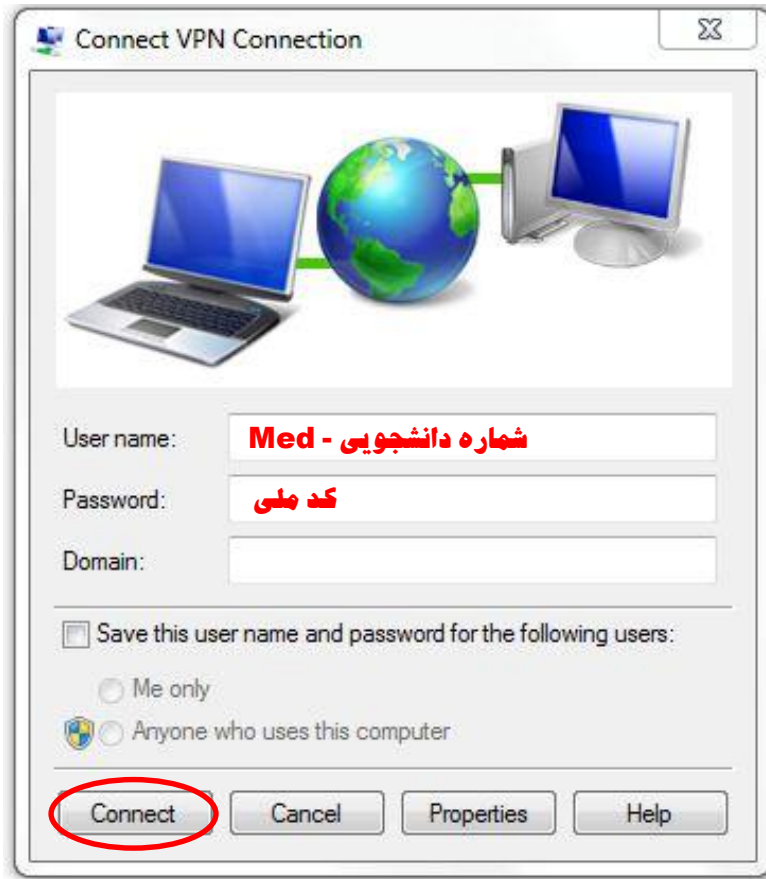 Connect VPN Connection
User name:
Med - شماره دانشجویی
Password:
کد ملی
Domain:
Save this user name and password for the following users:
Me only
Anyone who uses this computer
Connect
Cancel
Properties
Help